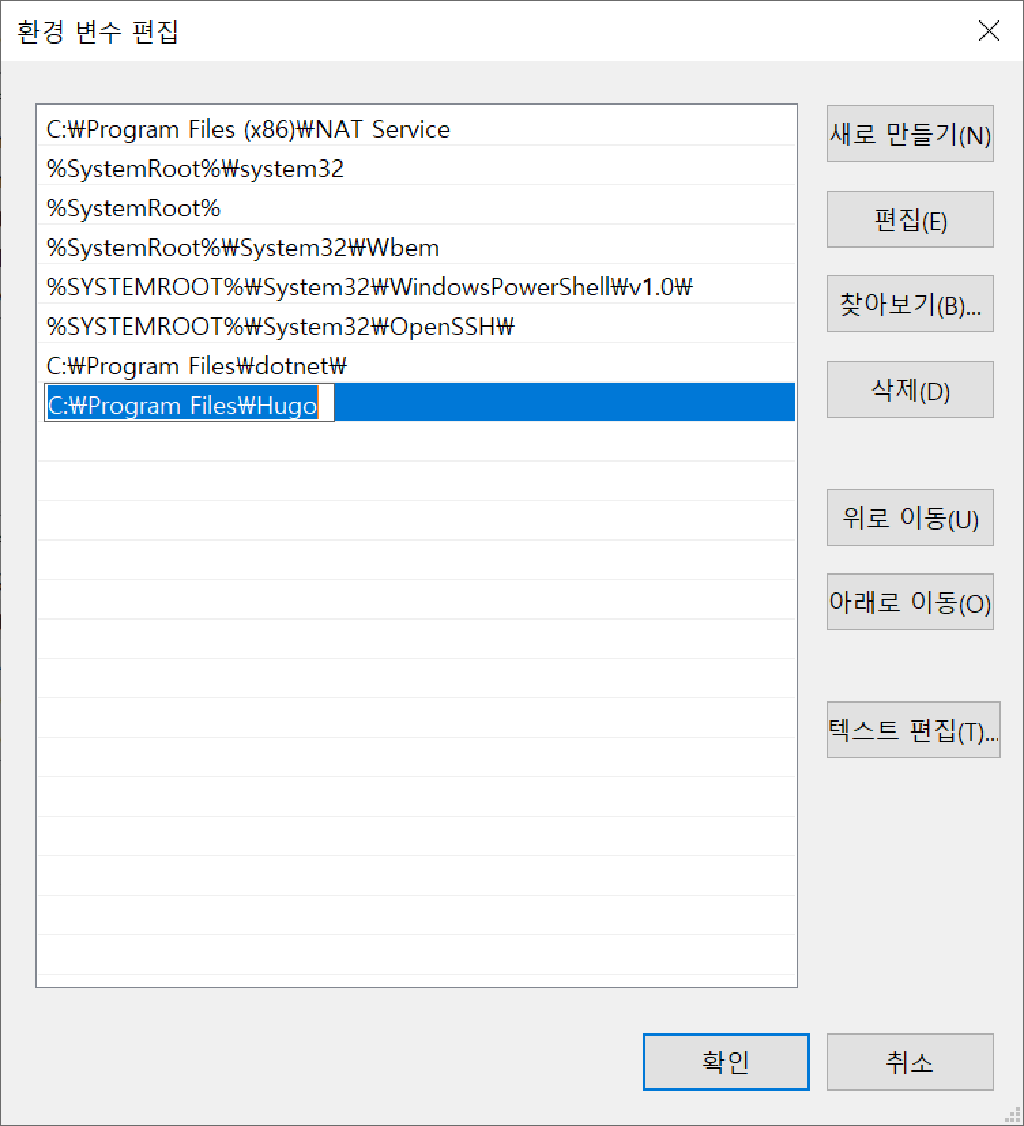 환경 변수 편집
C:₩Program Files (x86)₩NAT Service
%SystemRoot%₩system32
%SystemRoot%
%SystemRoot%₩System32₩Wbem
%SYSTEMROOT%₩System32₩WindowsPowerShell₩v1.0₩
%SYSTEMROOT%₩System32₩OpenSSH₩
C:₩Program Files₩dotnet₩
C:₩Program Files₩Hugo
새로 만들기(N)
편집(E)
찾아보기(B)...
삭제(D)
위로 이동(U)
아래로 이동(O)
텍스트 편집(T)...
확인
취소